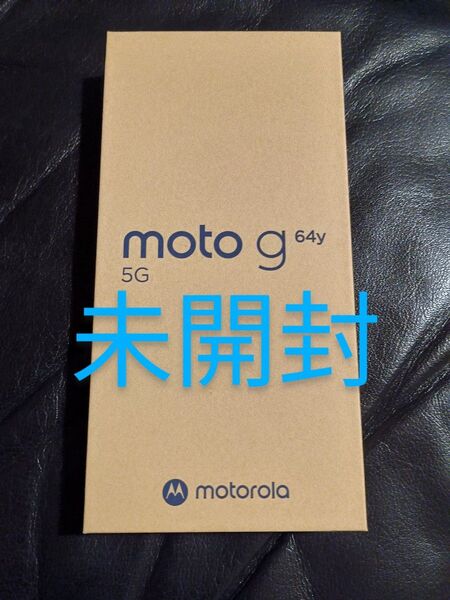 moto g 64y
5G
未開封
motorola